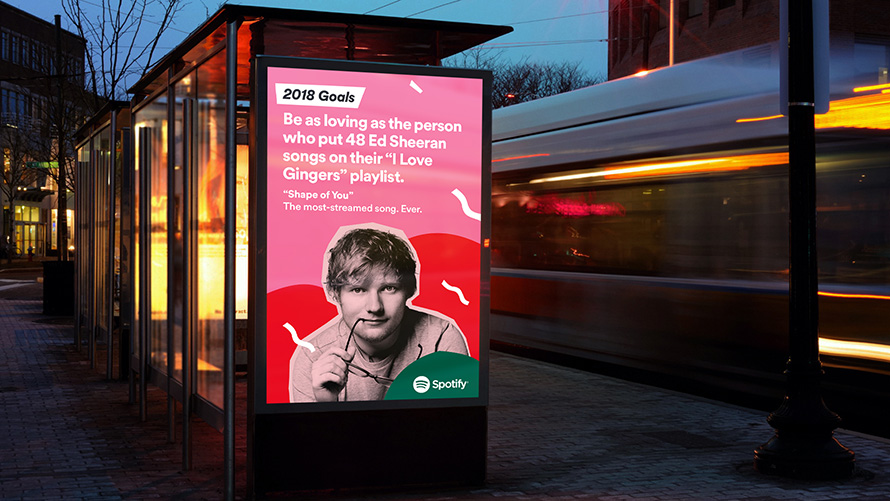 2018 Goals
Be as loving as the person
who put 48 Ed Sheeran
songs on their “I Love
Gingers” playlist.
“Shape of You”
The most-streamed song. Ever.
Spotify